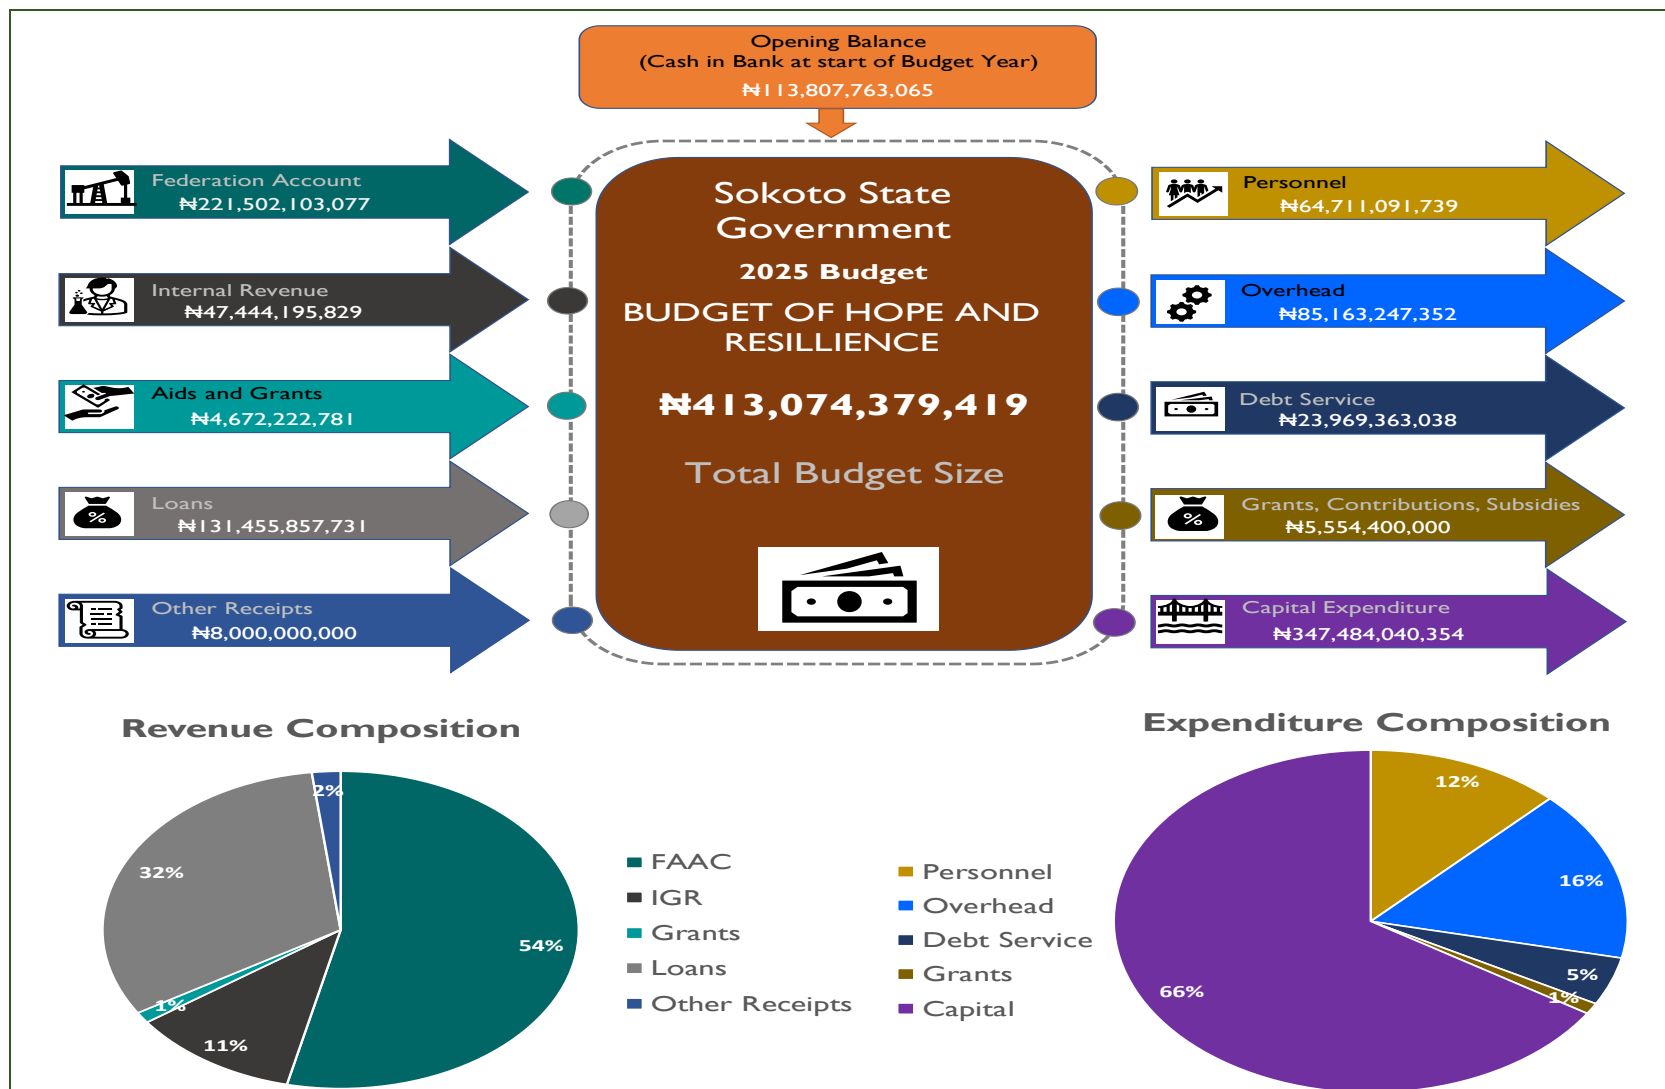 Opening Balance
(Cash in Bank at start of Budget Year)
₦113,807,763,065
Federation Account
₦221,502,103,077
Internal Revenue
₦47,444,195,829
Aids and Grants
₦4,672,222,781
Loans
₦131,455,857,731
Other Receipts
₦8,000,000,000
Sokoto State
Government
2025 Budget
BUDGET OF HOPE AND
RESILLIENCE
₦413,074,379,419
Total Budget Size
Personnel
₦64,711,091,739
Overhead
₦85,163,247,352
Debt Service
₦23,969,363,038
Grants, Contributions, Subsidies
₦5,554,400,000
Capital Expenditure
₦347,484,040,354
Revenue Composition
2%
32%
54%
1%
11%
FAAC
IGR
Grants
Loans
Other Receipts
Personnel
Overhead
Debt Service
Grants
Capital
Expenditure Composition
12%
16%
5%
1%
66%
%
%